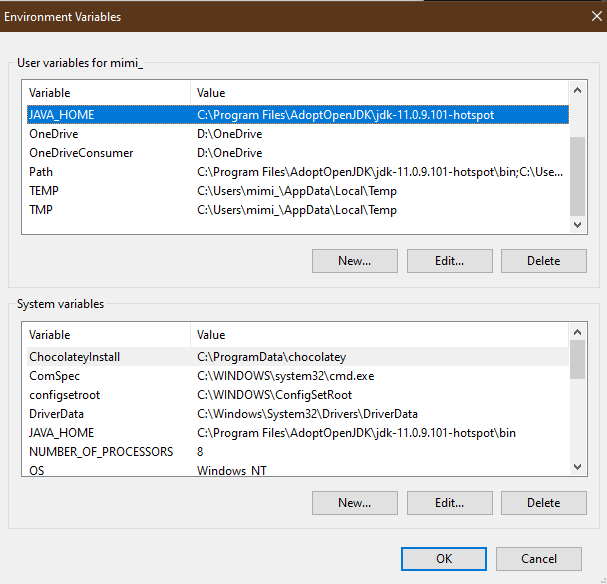 Environment Variables
User variables for mimi_
Variable Value
JAVA_HOME C:\Program Files\AdoptOpenJDK\jdk-11.0.9.101-hotspot
OneDrive D:\OneDrive
OneDriveConsumer D:\OneDrive
Path C:\Program Files\AdoptOpenJDK\jdk-11.0.9.101-hotspot\bin;C:\Use...
TEMP C:\Users\mimi_\AppData\Local\Temp
TMP C:\Users\mimi_\AppData\Local\Temp
New... Edit... Delete
System variables
Variable Value
ChocolateyInstall C:\ProgramData\chocolatey
ComSpec C:\WINDOWS\system32\cmd.exe
configsetroot C:\WINDOWS\ConfigSetRoot
DriverData C:\Windows\System32\Drivers\DriverData
JAVA_HOME C:\Program Files\AdoptOpenJDK\jdk-11.0.9.101-hotspot\bin
NUMBER_OF_PROCESSORS 8
OS Windows_NT
New... Edit... Delete
OK Cancel